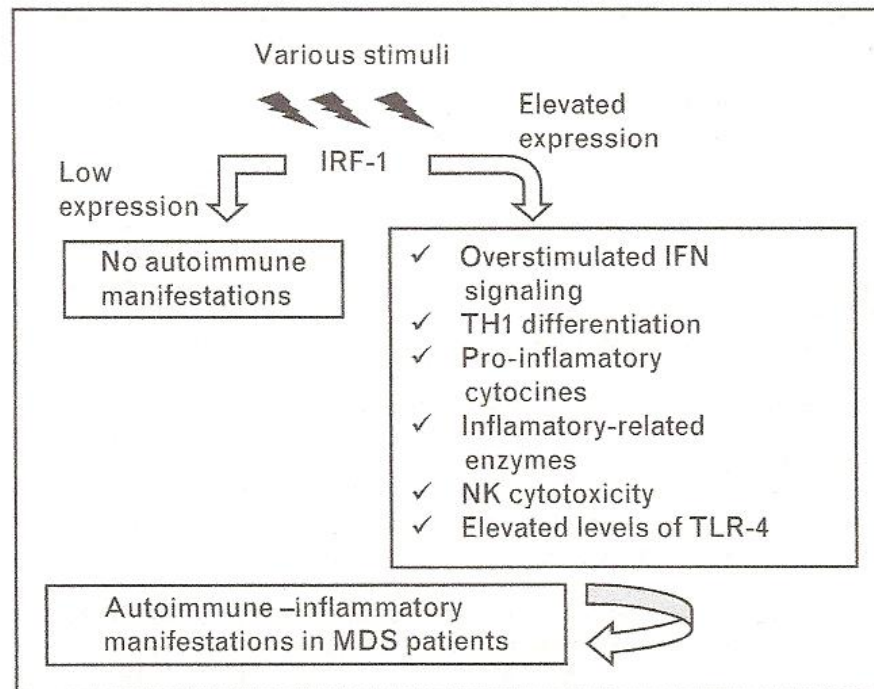 Various stimuli
Elevated
expression
IRF-1
Low
expression
No autoimmune
manifestations
✓ Overstimulated IFN
signaling
✓ TH1 differentiation
✓ Pro-inflamatory
cytocines
✓ Inflamatory-related
enzymes
✓ NK cytotoxicity
✓ Elevated levels of TLR-4
Autoimmune –inflammatory
manifestations in MDS patients